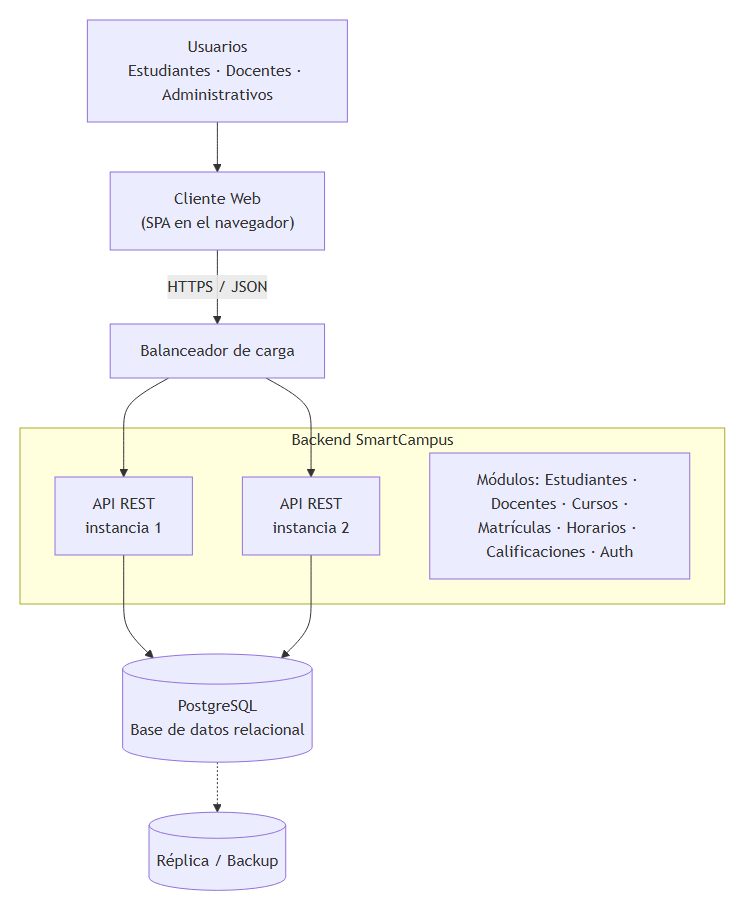 Usuarios
Estudiantes · Docentes ·
Administrativos
Cliente Web
(SPA en el navegador)
HTTPS / JSON
Balanceador de carga
Backend SmartCampus
API REST
instancia 1
API REST
instancia 2
Módulos: Estudiantes ·
Docentes · Cursos ·
Matrículas · Horarios ·
Calificaciones · Auth
PostgreSQL
Base de datos relacional
Réplica / Backup